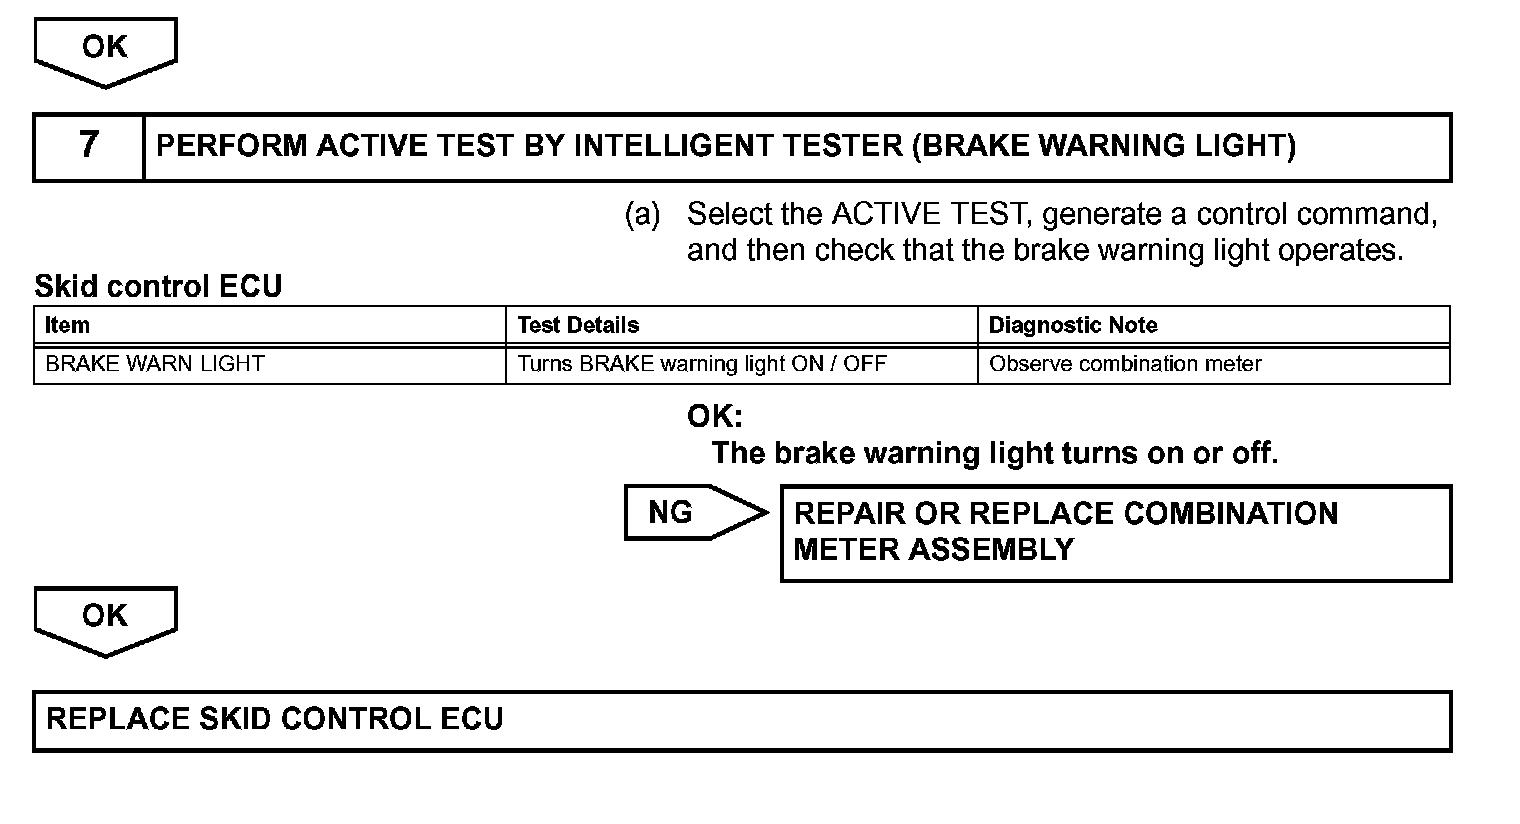 OK
7 PERFORM ACTIVE TEST BY INTELLIGENT TESTER (BRAKE WARNING LIGHT)
(a) Select the ACTIVE TEST, generate a control command,
and then check that the brake warning light operates.
Skid control ECU
Item Test Details Diagnostic Note
BRAKE WARN LIGHT Turns BRAKE warning light ON / OFF Observe combination meter
OK:
The brake warning light turns on or off.
NG REPAIR OR REPLACE COMBINATION
METER ASSEMBLY
OK
REPLACE SKID CONTROL ECU